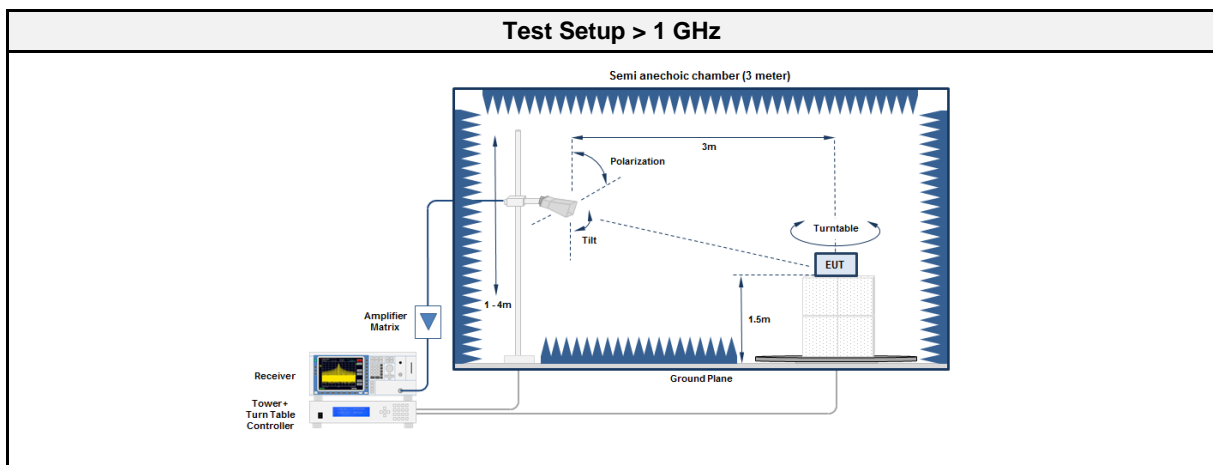 Test Setup > 1 GHz
Semi anechoic chamber (3 meter)
3m
Polarization
Tilt
Turntable
EUT
1 - 4m
1.5m
Amplifier
Matrix
Ground Plane
Receiver
Tower+
Turn Table
Controller